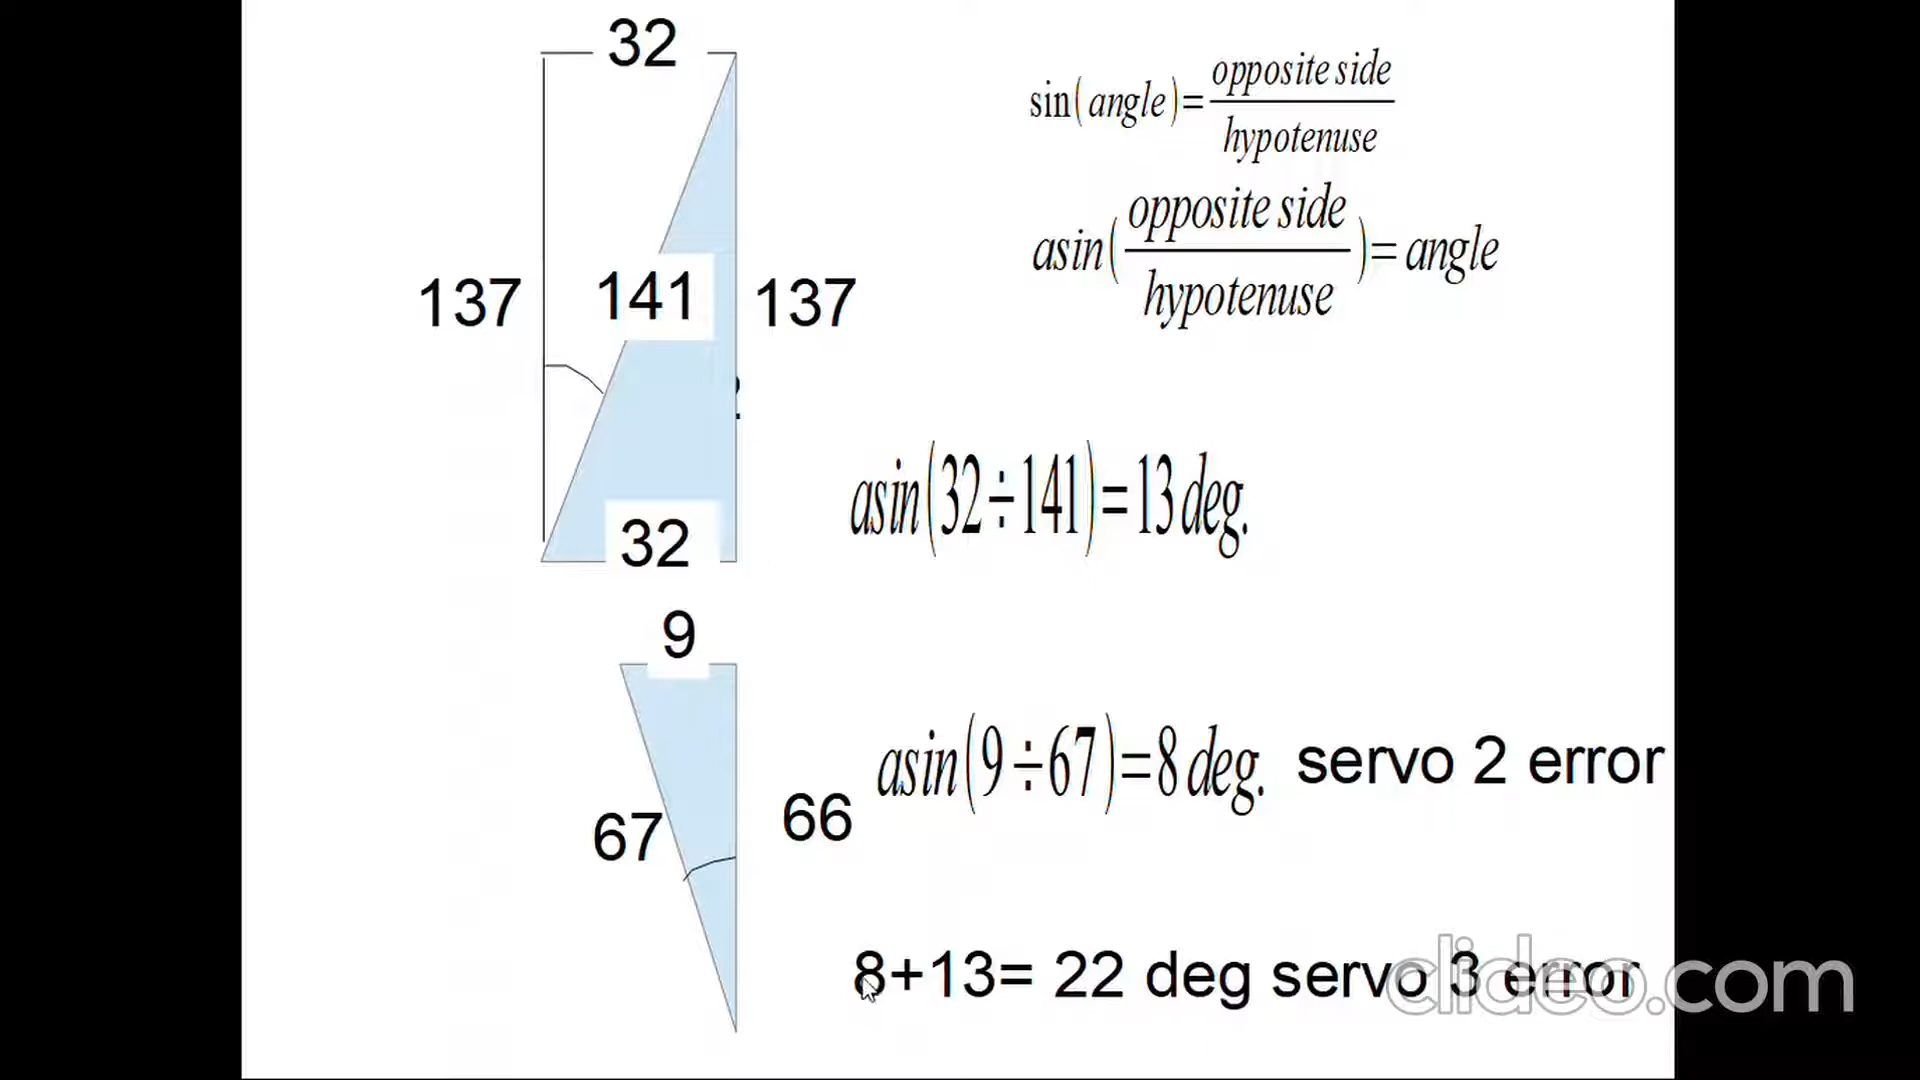 32
sin(angle)=opposite side/hypotenuse
asin(opposite side/hypotenuse)=angle
137 141 137
asin(32÷141)=13 deg.
32
9
asin(9÷67)=8 deg. servo 2 error
67 66
8+13= 22 deg servo 3 error
clideo.com